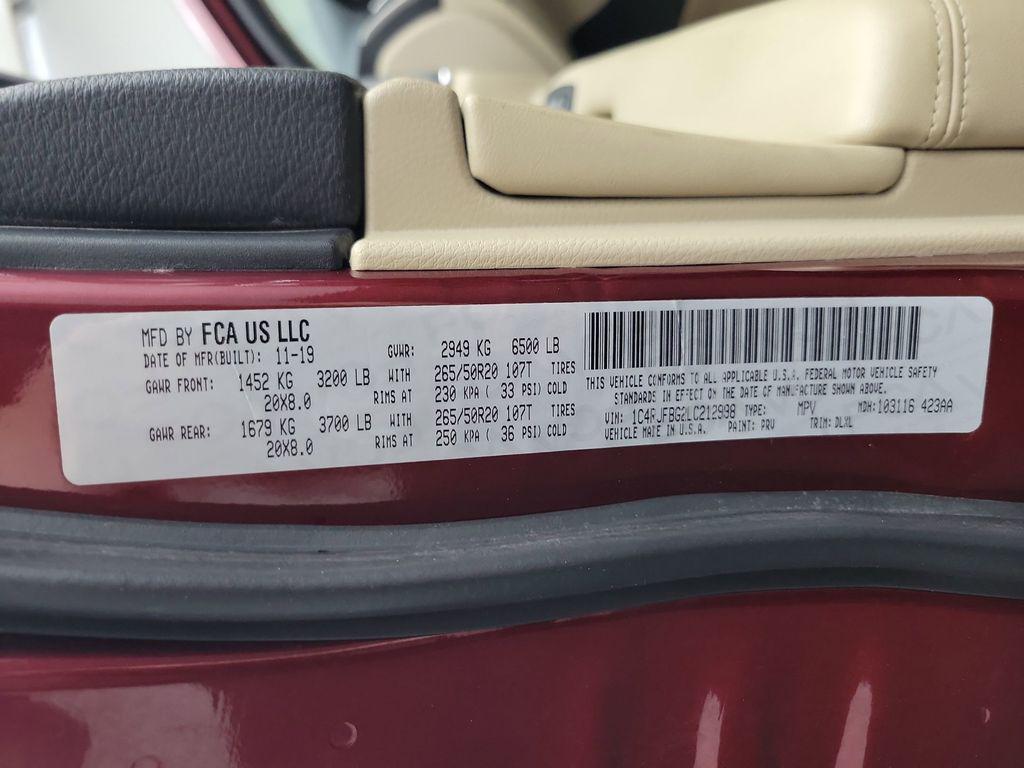 MFD BY FCA US LLC
DATE OF MFR(BUILT): 11-19 GVWR: 2949 KG 6500 LB
GAWR FRONT: 1452 KG 3200 LB WITH 265/50R20 107T TIRES
20X8.0 RIMS AT 230 KPA ( 33 PSI) COLD
GAWR REAR: 1679 KG 3700 LB WITH 265/50R20 107T TIRES
20X8.0 RIMS AT 250 KPA ( 36 PSI) COLD
THIS VEHICLE CONFORMS TO ALL APPLICABLE U.S.A. FEDERAL MOTOR VEHICLE SAFETY
STANDARDS IN EFFECT ON THE DATE OF MANUFACTURE SHOWN ABOVE.
VIN: 1C4RJFBG2LC212998 TYPE: MPV MDH:103116 423AA
VEHICLE MADE IN U.S.A. PAINT: PRV TRIM: DLXL